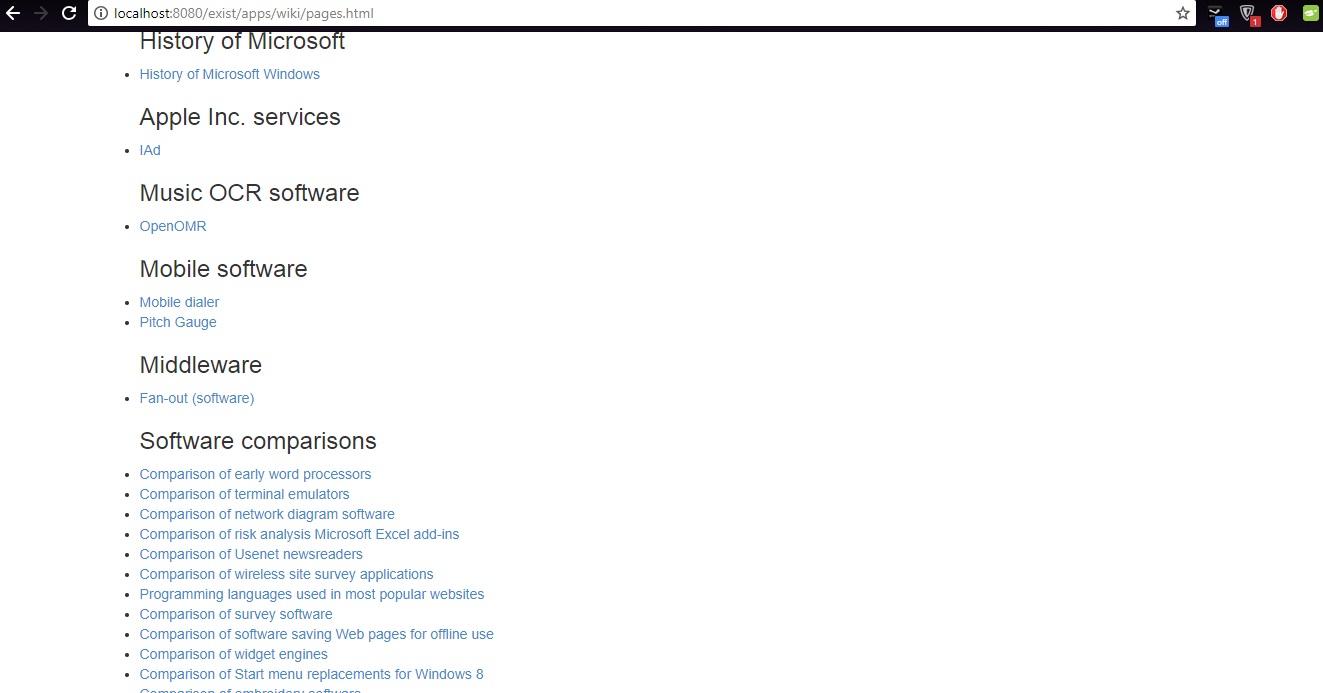 localhost:8080/exist/apps/wiki/pages.html
off
1
History of Microsoft
History of Microsoft Windows
Apple Inc. services
IAd
Music OCR software
OpenOMR
Mobile software
Mobile dialer
Pitch Gauge
Middleware
Fan-out (software)
Software comparisons
Comparison of early word processors
Comparison of terminal emulators
Comparison of network diagram software
Comparison of risk analysis Microsoft Excel add-ins
Comparison of Usenet newsreaders
Comparison of wireless site survey applications
Programming languages used in most popular websites
Comparison of survey software
Comparison of software saving Web pages for offline use
Comparison of widget engines
Comparison of Start menu replacements for Windows 8
Comparison of embroidery software